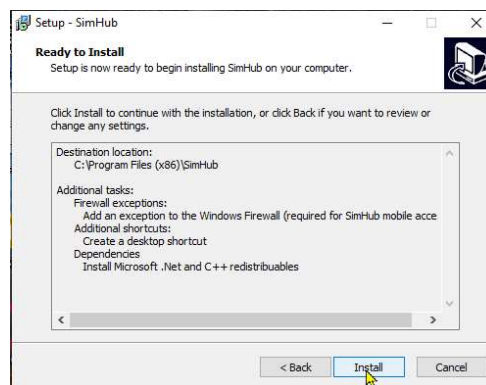 Setup - SimHub
Ready to Install
Setup is now ready to begin installing SimHub on your computer.
Click Install to continue with the installation, or click Back if you want to review or
change any settings.
Destination location:
C:\Program Files (x86)\SimHub
Additional tasks:
Firewall exceptions:
Add an exception to the Windows Firewall (required for SimHub mobile acce
Additional shortcuts:
Create a desktop shortcut
Dependencies
Install Microsoft .Net and C++ redistribuables
< Back Install Cancel